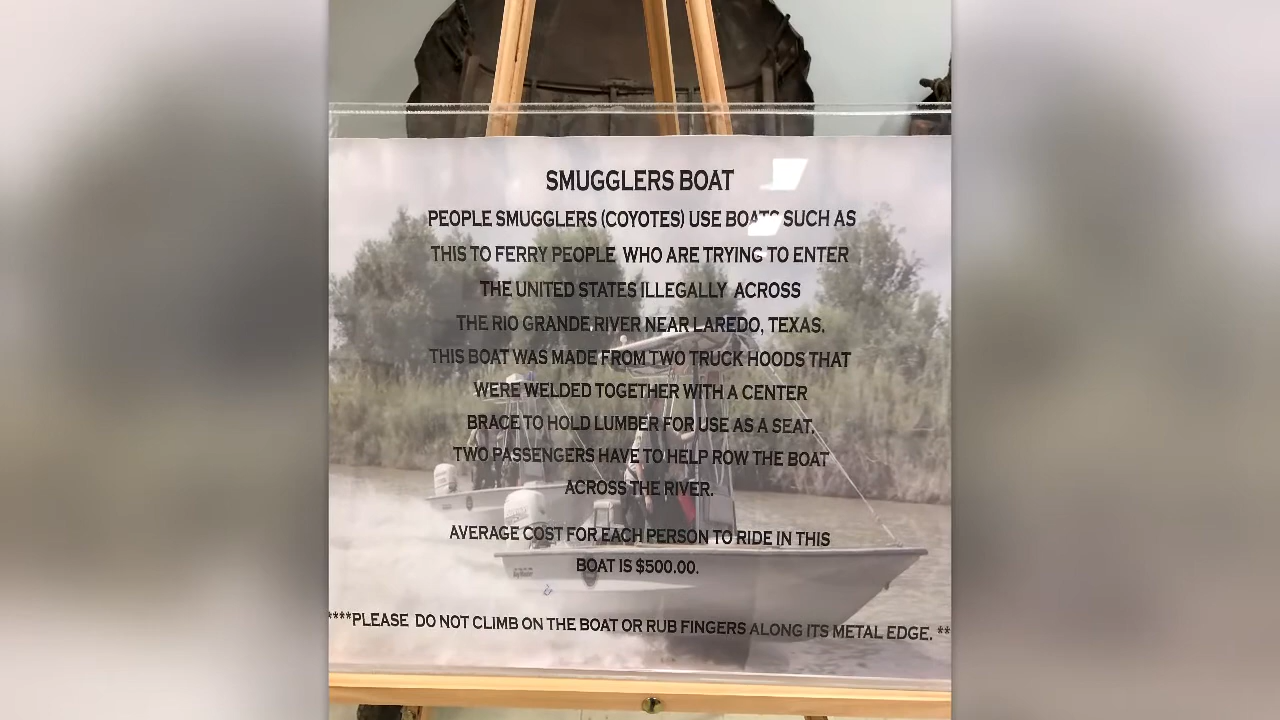 SMUGGLERS BOAT
PEOPLE SMUGGLERS (COYOTES) USE BOATS SUCH AS
THIS TO FERRY PEOPLE WHO ARE TRYING TO ENTER
THE UNITED STATES ILLEGALLY ACROSS
THE RIO GRANDE RIVER NEAR LAREDO, TEXAS.
THIS BOAT WAS MADE FROM TWO TRUCK HOODS THAT
WERE WELDED TOGETHER WITH A CENTER
BRACE TO HOLD LUMBER FOR USE AS A SEAT.
TWO PASSENGERS HAVE TO HELP ROW THE BOAT
ACROSS THE RIVER.
AVERAGE COST FOR EACH PERSON TO RIDE IN THIS
BOAT IS $500.00.
****PLEASE DO NOT CLIMB ON THE BOAT OR RUB FINGERS ALONG ITS METAL EDGE. **